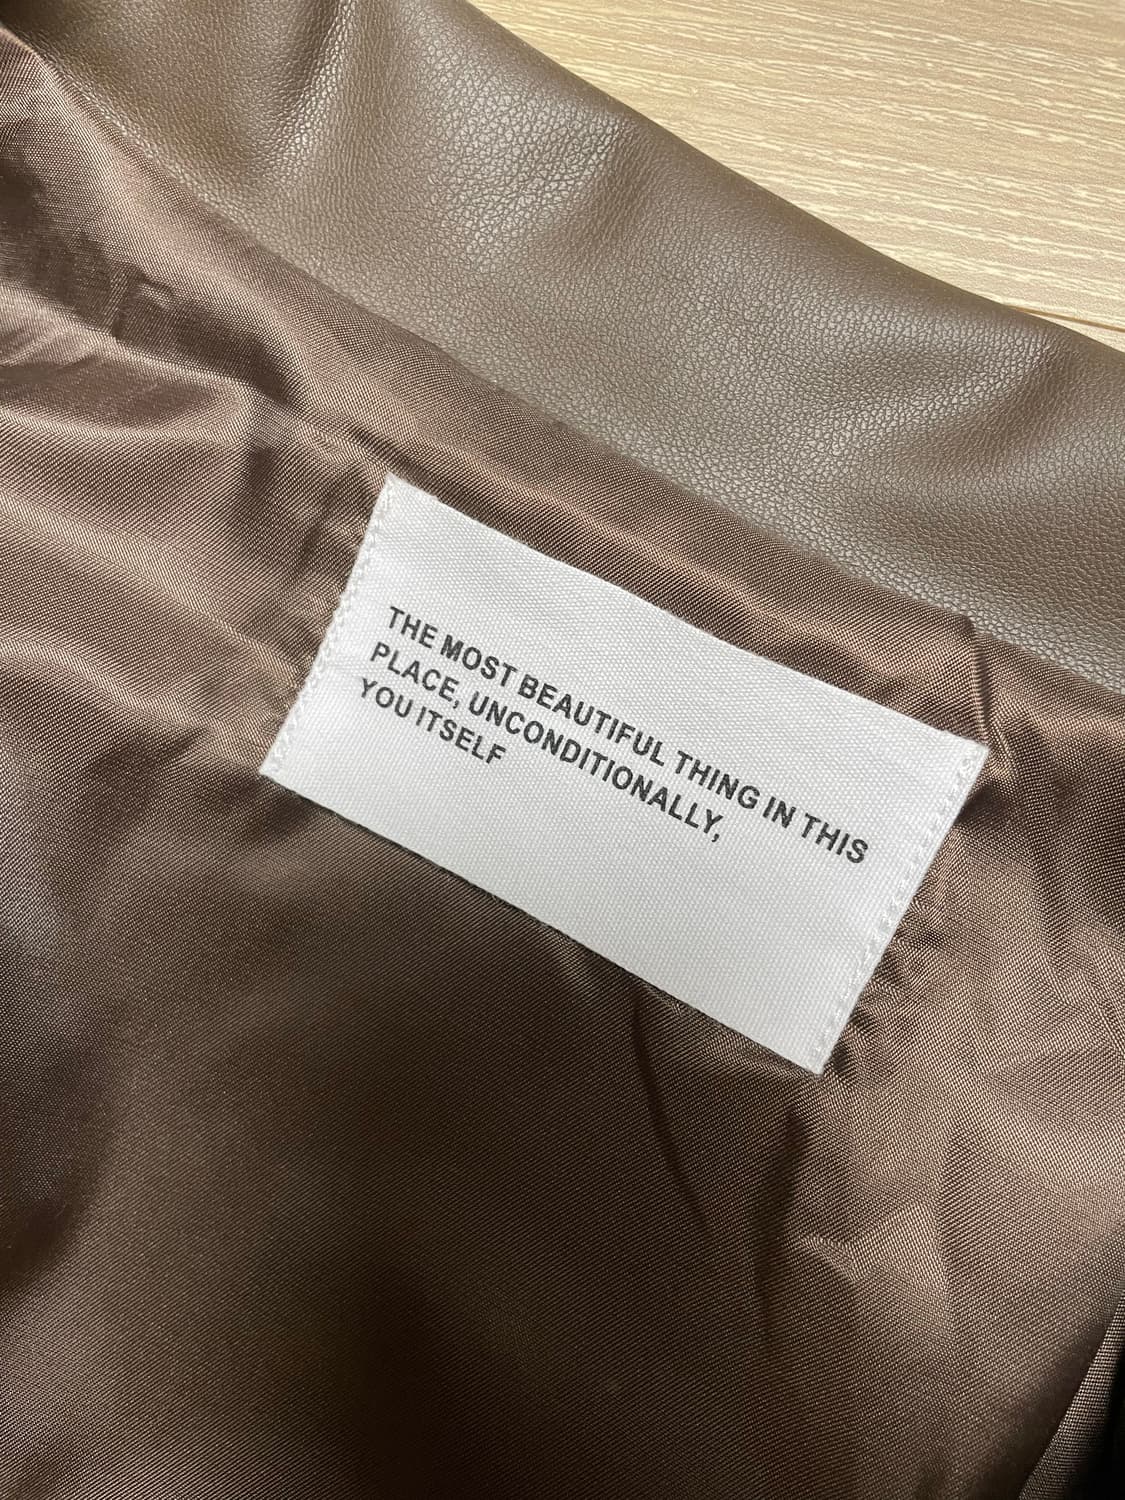 THE MOST BEAUTIFUL THING IN THIS
PLACE, UNCONDITIONALLY,
YOU ITSELF